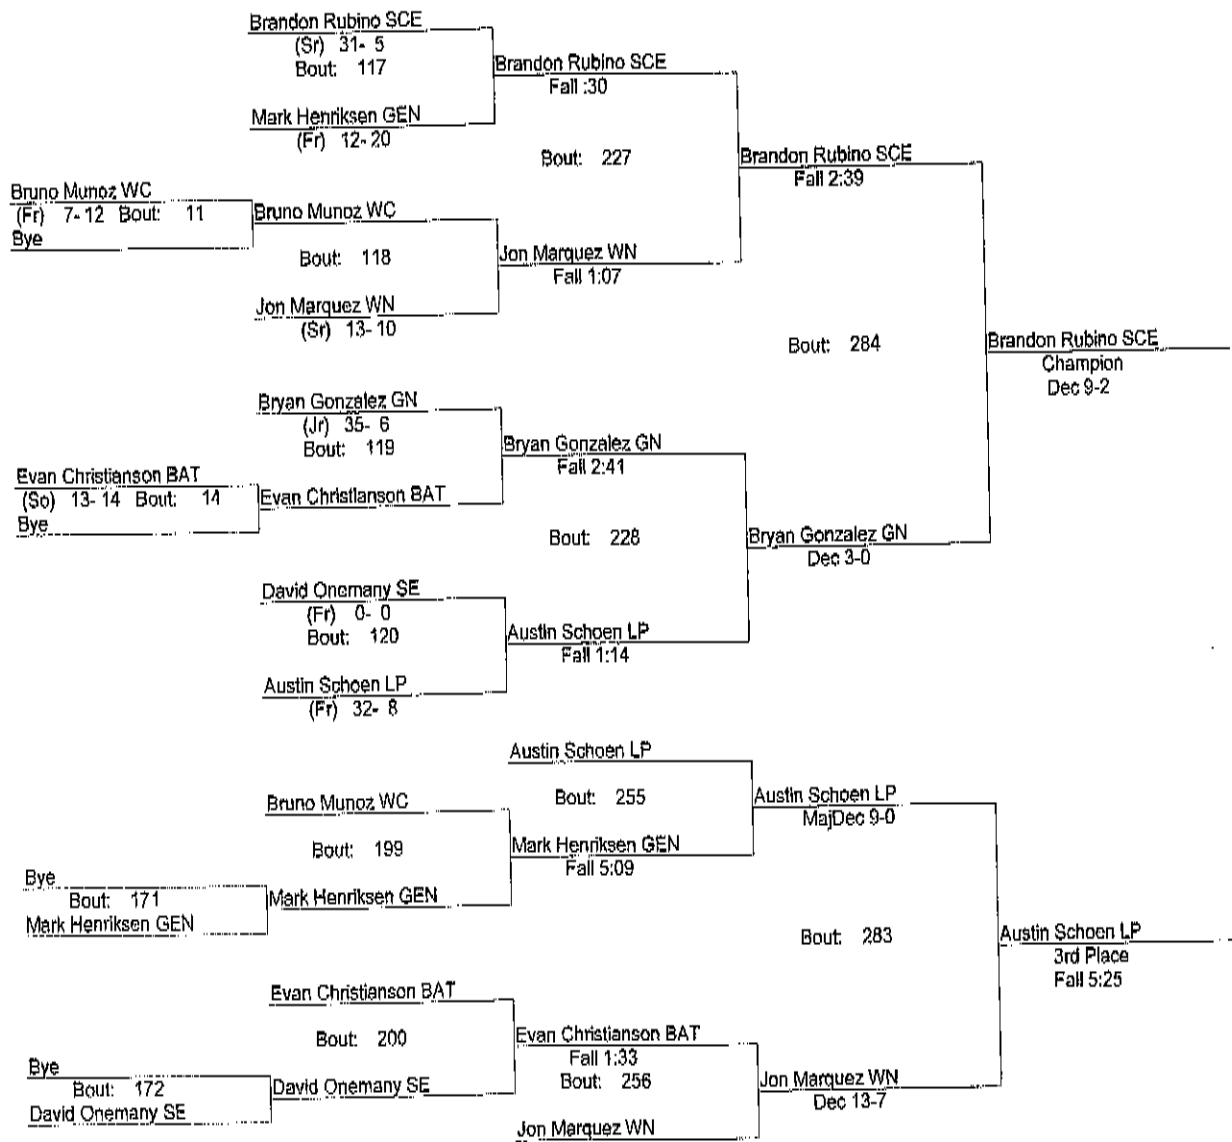 Brandon Rubino SCE
(Sr) 31- 5
Bout: 117
Brandon Rubino SCE
Fall :30
Mark Henriksen GEN
(Fr) 12- 20
Bout: 227
Brandon Rubino SCE
Fall 2:39
Bruno Munoz WC
(Fr) 7- 12 Bout: 11
Bye
Bruno Munoz WC
Bout: 118
Jon Marquez WN
Fall 1:07
Jon Marquez WN
(Sr) 13- 10
Bout: 284
Brandon Rubino SCE
Champion
Dec 9-2
Bryan Gonzalez GN
(Jr) 35- 6
Bout: 119
Bryan Gonzalez GN
Fall 2:41
Evan Christianson BAT
(So) 13- 14 Bout: 14
Bye
Evan Christianson BAT
Bout: 228
Bryan Gonzalez GN
Dec 3-0
David Onemany SE
(Fr) 0- 0
Bout: 120
Austin Schoen LP
Fall 1:14
Austin Schoen LP
(Fr) 32- 8
Austin Schoen LP
Bout: 255
Austin Schoen LP
MajDec 9-0
Bruno Munoz WC
Bout: 199
Mark Henriksen GEN
Fall 5:09
Bye
Bout: 171
Mark Henriksen GEN
Mark Henriksen GEN
Bout: 283
Austin Schoen LP
3rd Place
Fall 5:25
Evan Christianson BAT
Bout: 200
Evan Christianson BAT
Fall 1:33
Bout: 256
Bye
Bout: 172
David Onemany SE
David Onemany SE
Jon Marquez WN
Dec 13-7
Jon Marquez WN